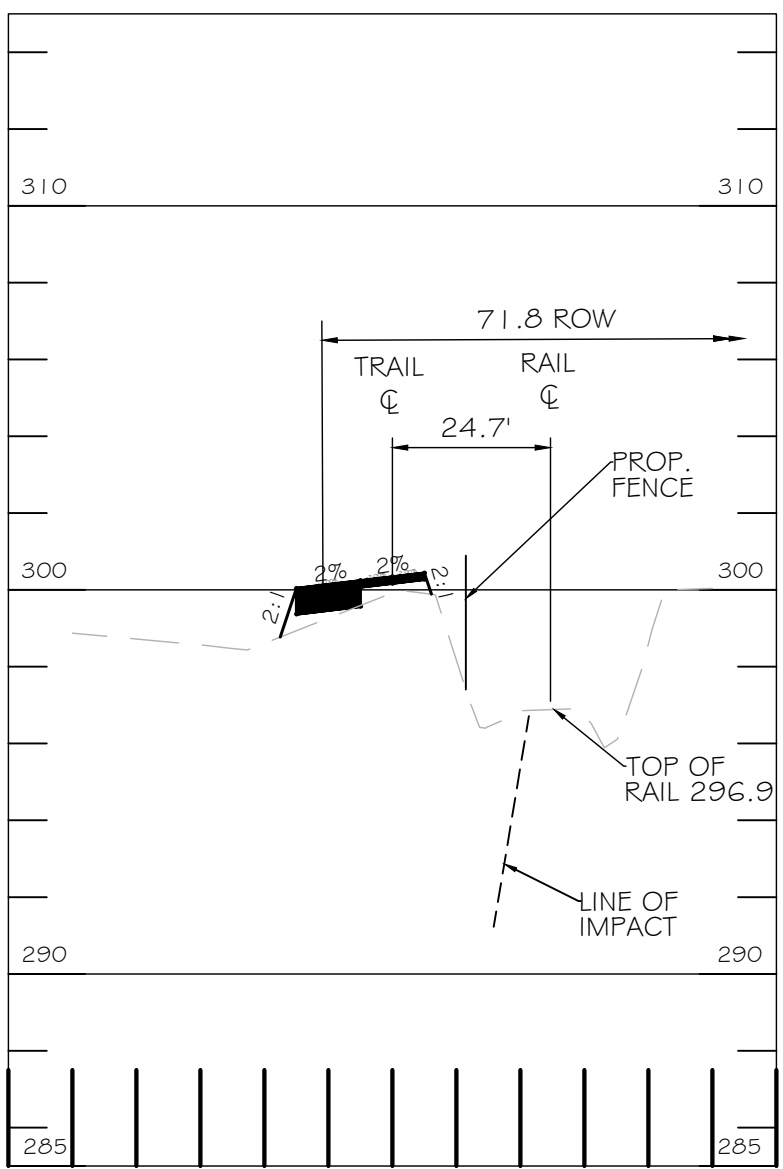 310 310
71.8 ROW
TRAIL
℄
RAIL
℄
24.7'
PROP.
FENCE
300 300
2% 2%
2:1
2:1
TOP OF
RAIL 296.9
LINE OF
IMPACT
290 290
285 285